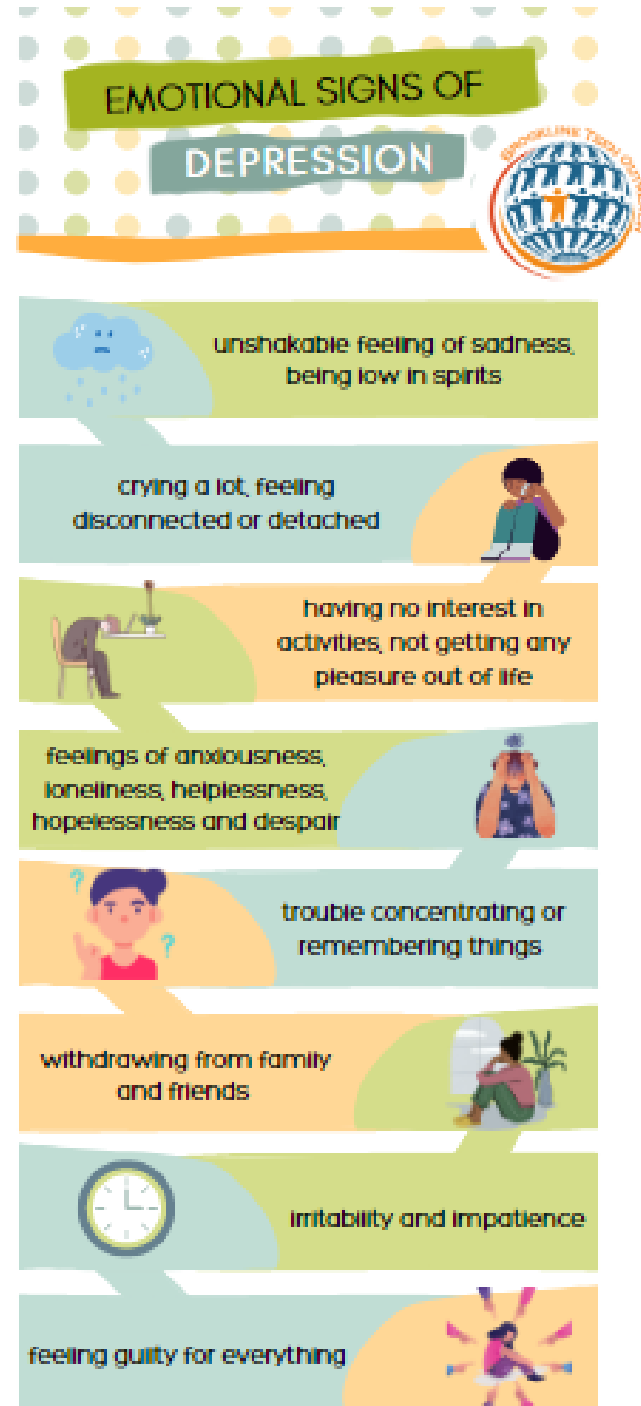 EMOTIONAL SIGNS OF
DEPRESSION
BROOKLINE TEEN
unshakable feeling of sadness,
being low in spirits
crying a lot, feeling
disconnected or detached
having no interest in
activities, not getting any
pleasure out of life
feelings of anxiousness,
loneliness, helplessness,
hopelessness and despair
?
?
trouble concentrating or
remembering things
withdrawing from family
and friends
irritability and impatience
feeling guilty for everything